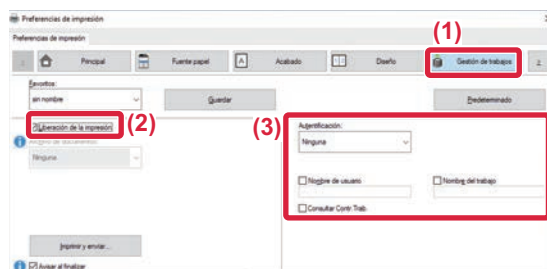 Preferencias de impresión
Preferencias de impresión
(1)
Principal
Fuente papel
Acabado
Diseño
Gestión de trabajos
Favoritos:
sin nombre
Guardar
Predeterminado
Liberación de la impresión
(2)
(3)
Autentificación:
Ninguna
Ninguna
Nombre de usuario
Nombre del trabajo
Consultar Contr. Trab.
Imprimir y enviar...
Avisar al finalizar